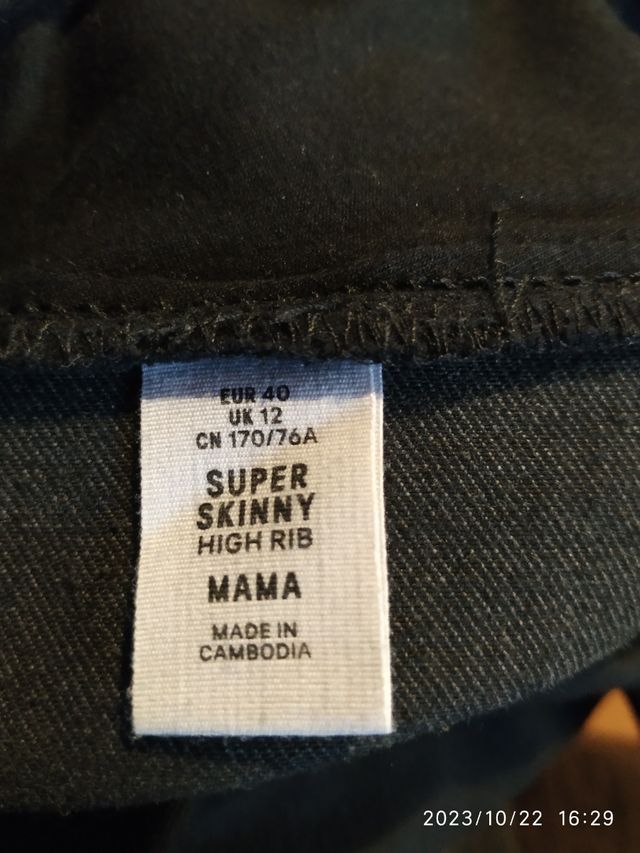 EUR 40
UK 12
CN 170/76A
SUPER
SKINNY
HIGH RIB
MAMA
MADE IN
CAMBODIA
2023/10/22 16:29